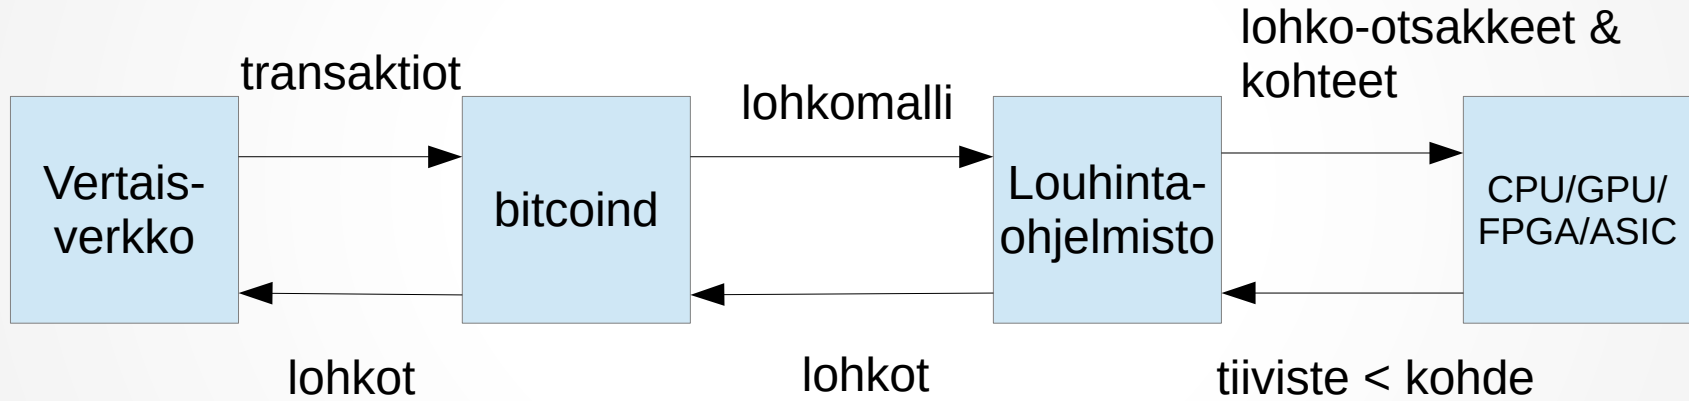 lohko-otsakkeet &
kohteet
transaktiot
lohkomalli
Vertais-
verkko
bitcoind
Louhinta-
ohjelmisto
CPU/GPU/
FPGA/ASIC
lohkot
lohkot
tiiviste < kohde